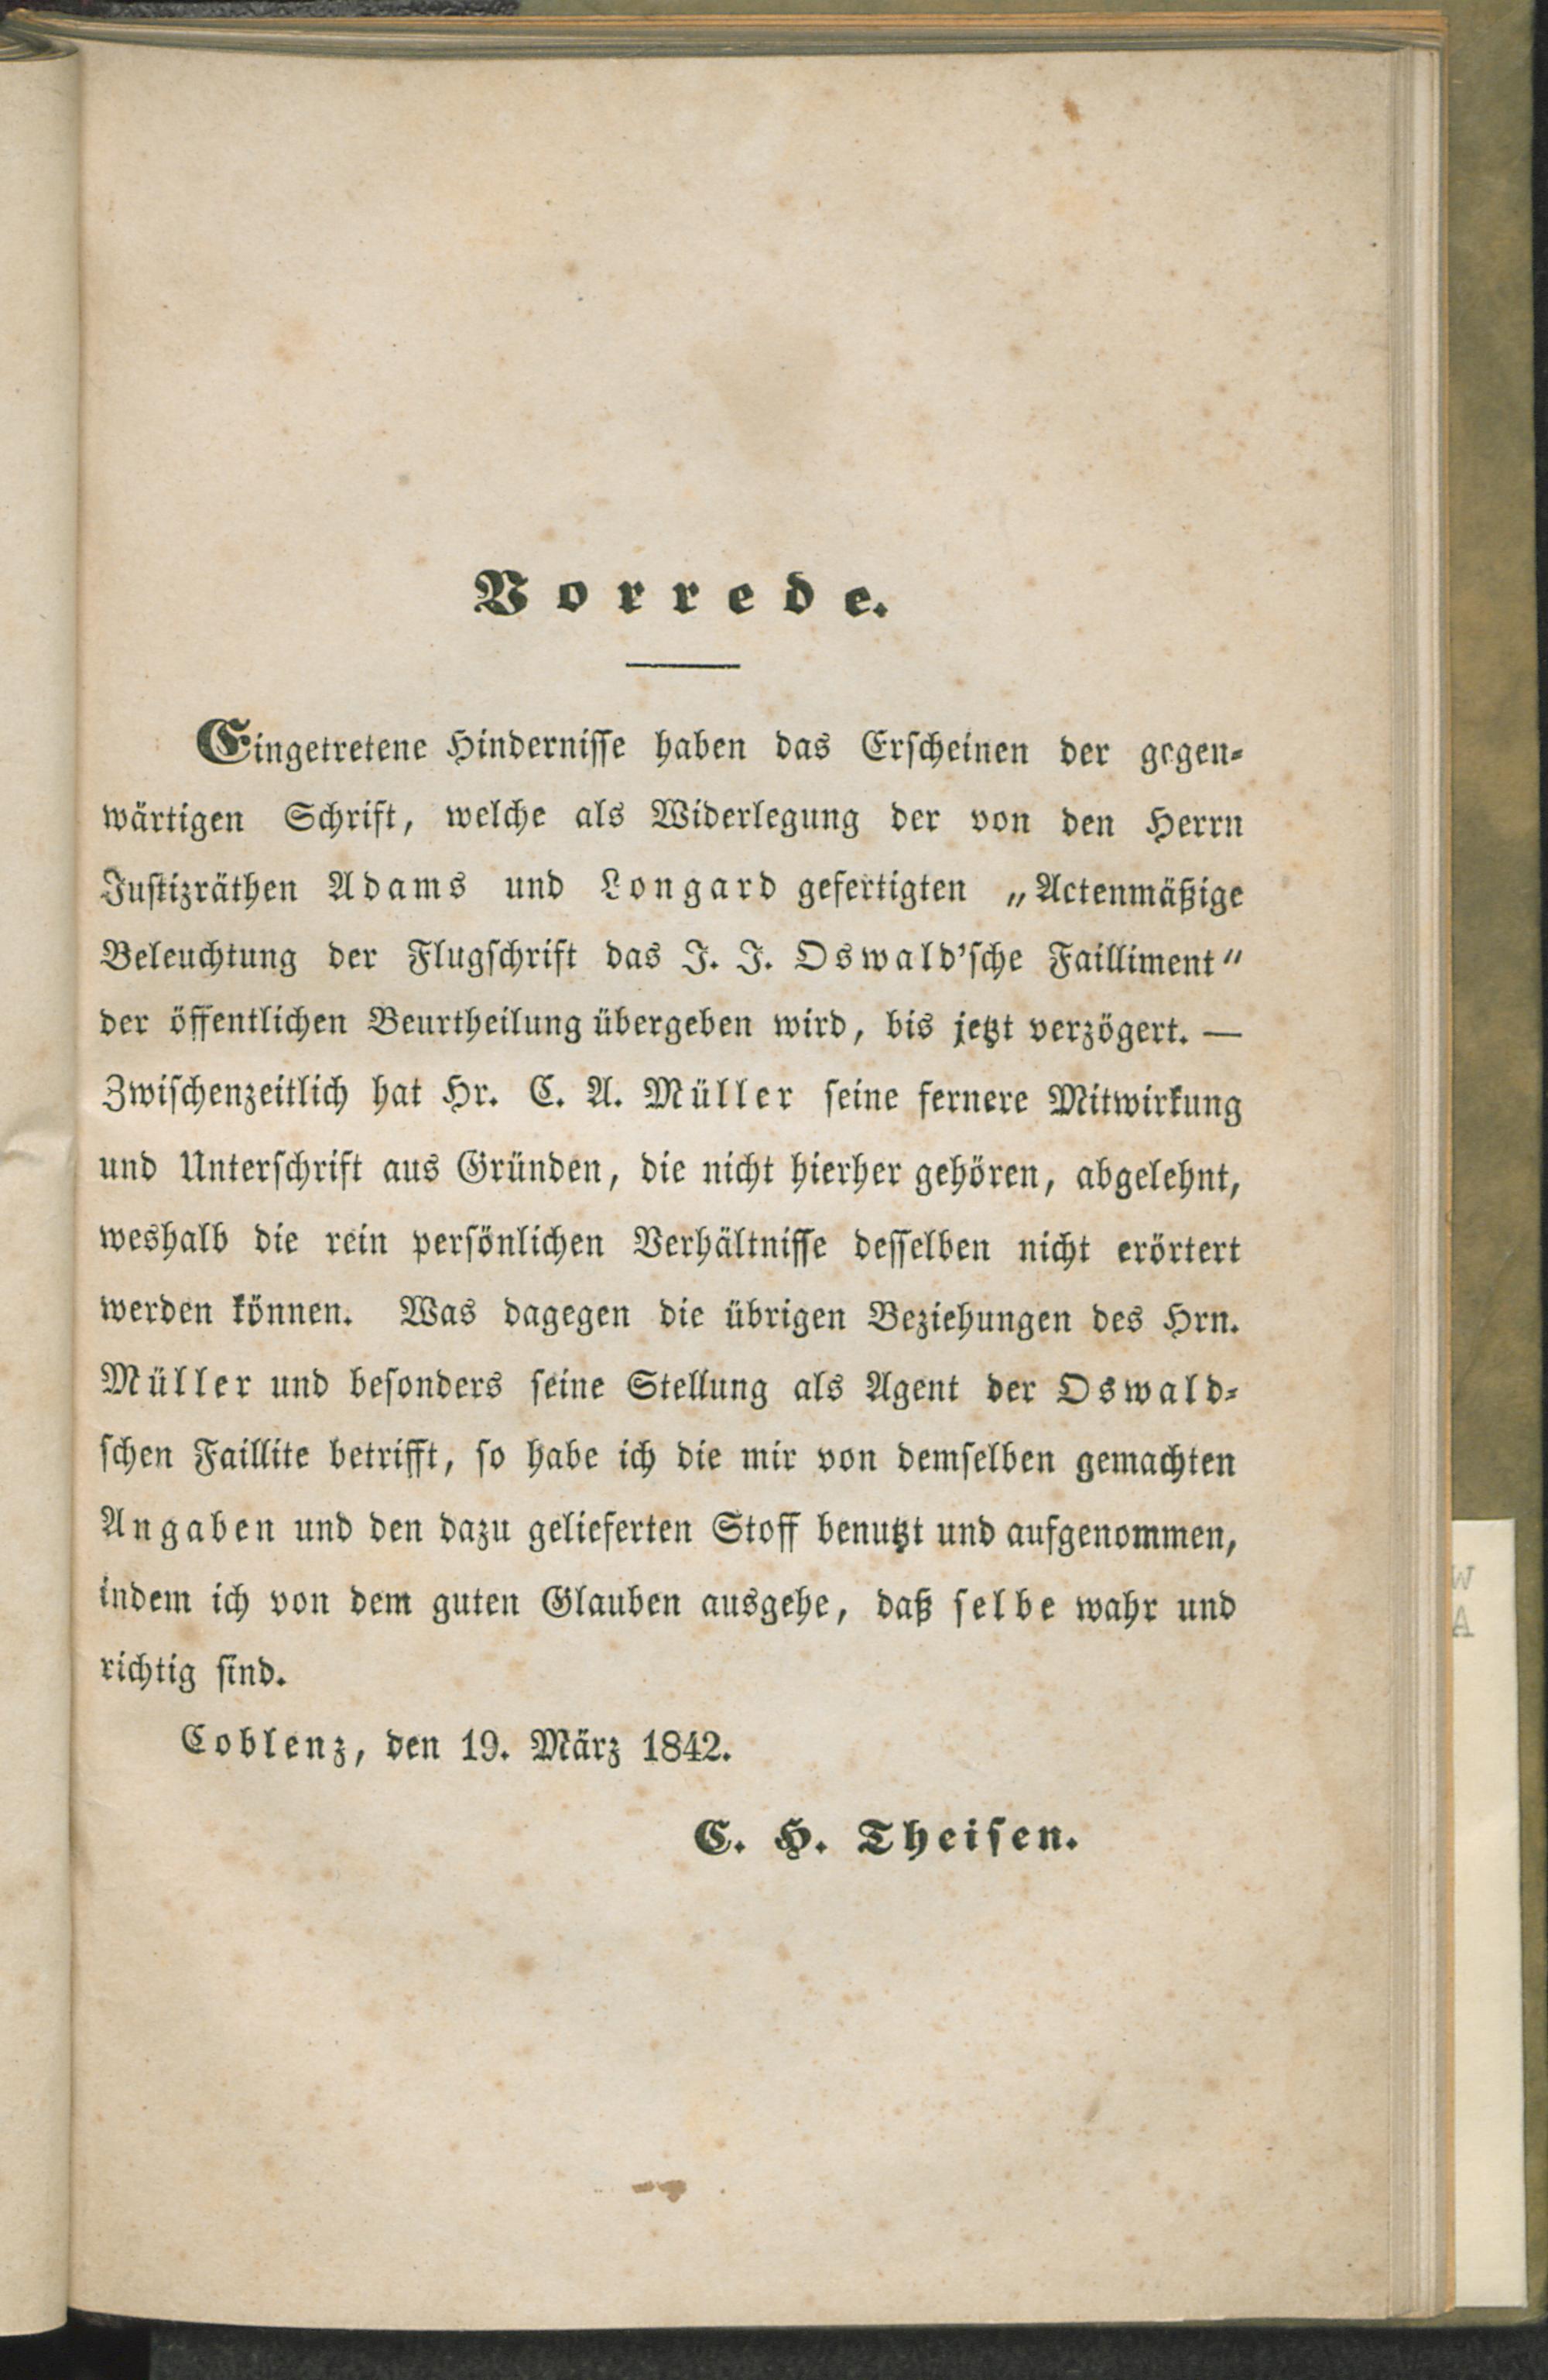 Vorrede.
Eingetretene Hindernisse haben das Erscheinen der gegen-
wärtigen Schrift, welche als Widerlegung der von den Herrn
Justizräthen Adams und Longard gefertigten „Actenmäßige
Beleuchtung der Flugschrift das J. J. Oswald'sche Failliment"
der öffentlichen Beurtheilung übergeben wird, bis jetzt verzögert. —
Zwischenzeitlich hat Hr. C. A. Müller seine fernere Mitwirkung
und Unterschrift aus Gründen, die nicht hierher gehören, abgelehnt,
weshalb die rein persönlichen Verhältnisse desselben nicht erörtert
werden können. Was dagegen die übrigen Beziehungen des Hrn.
Müller und besonders seine Stellung als Agent der Oswald-
schen Faillite betrifft, so habe ich die mir von demselben gemachten
Angaben und den dazu gelieferten Stoff benutzt und aufgenommen,
indem ich von dem guten Glauben ausgehe, daß selbe wahr und
richtig sind.
Coblenz, den 19. März 1842.
C. H. Theisen.
W
A